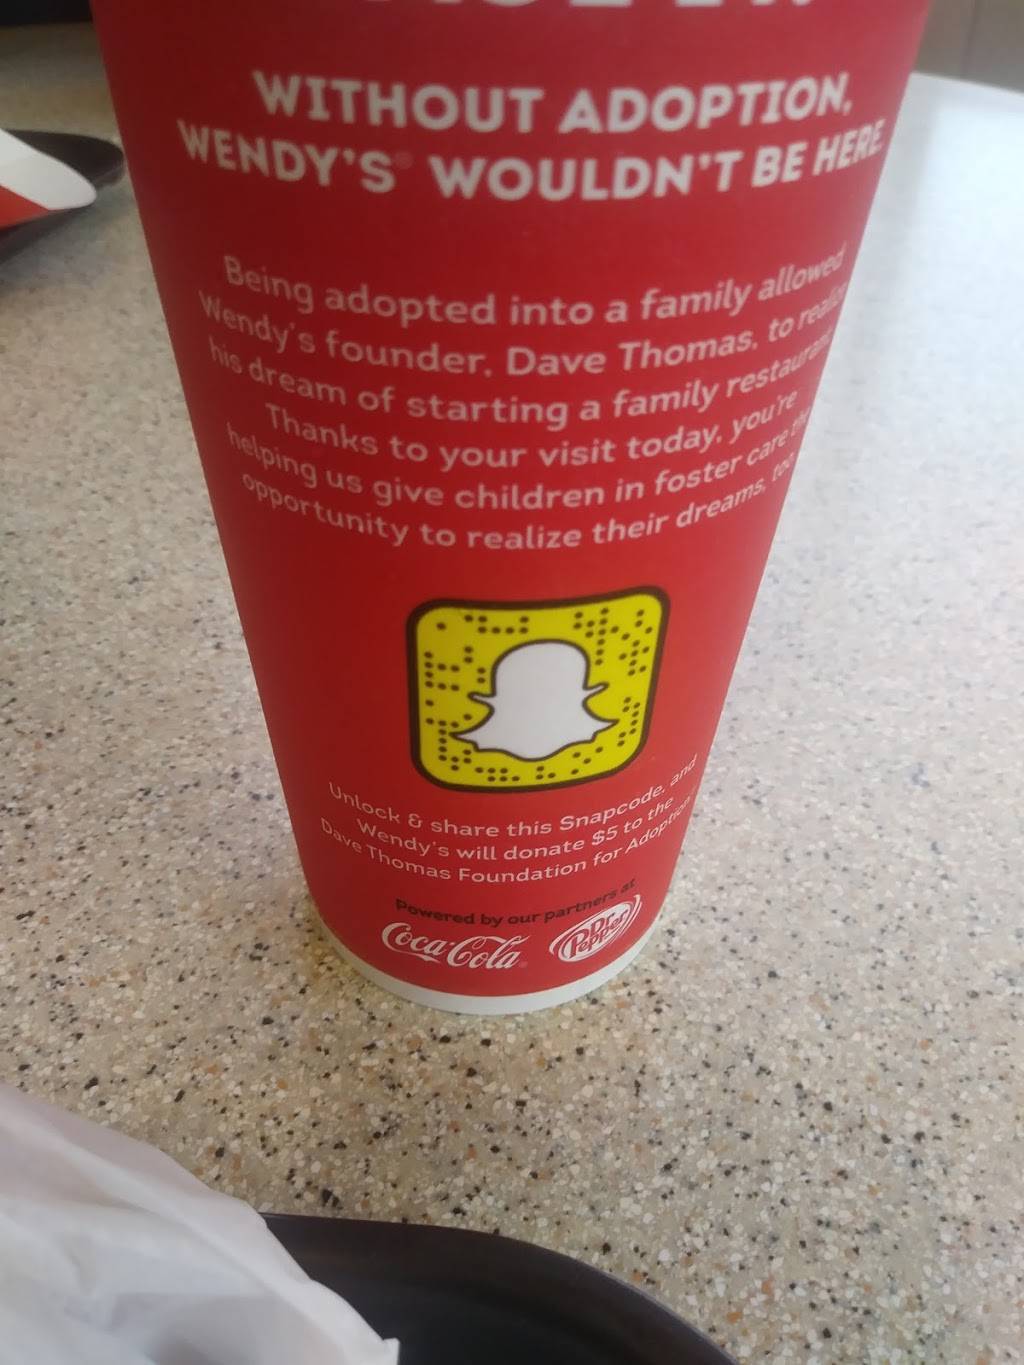 WITHOUT ADOPTION,
WENDY'S® WOULDN'T BE HERE.
Being adopted into a family allowed
Wendy's founder, Dave Thomas, to realize
his dream of starting a family restaurant.
Thanks to your visit today, you're
helping us give children in foster care the
opportunity to realize their dreams, too.
Unlock & share this Snapcode, and
Wendy's will donate $5 to the
Dave Thomas Foundation for Adoption.
Powered by our partners at
Coca-Cola Dr Pepper